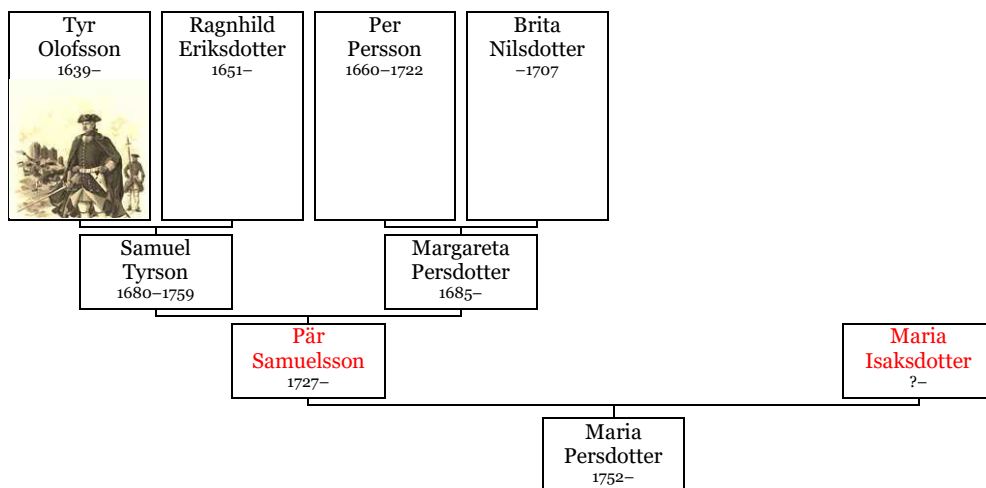 Tyr
Olofsson
1639–
Ragnhild
Eriksdotter
1651–
Per
Persson
1660–1722
Brita
Nilsdotter
–1707
Samuel
Tyrson
1680–1759
Margareta
Persdotter
1685–
Pär
Samuelsson
1727–
Maria
Isaksdotter
?–
Maria
Persdotter
1752–